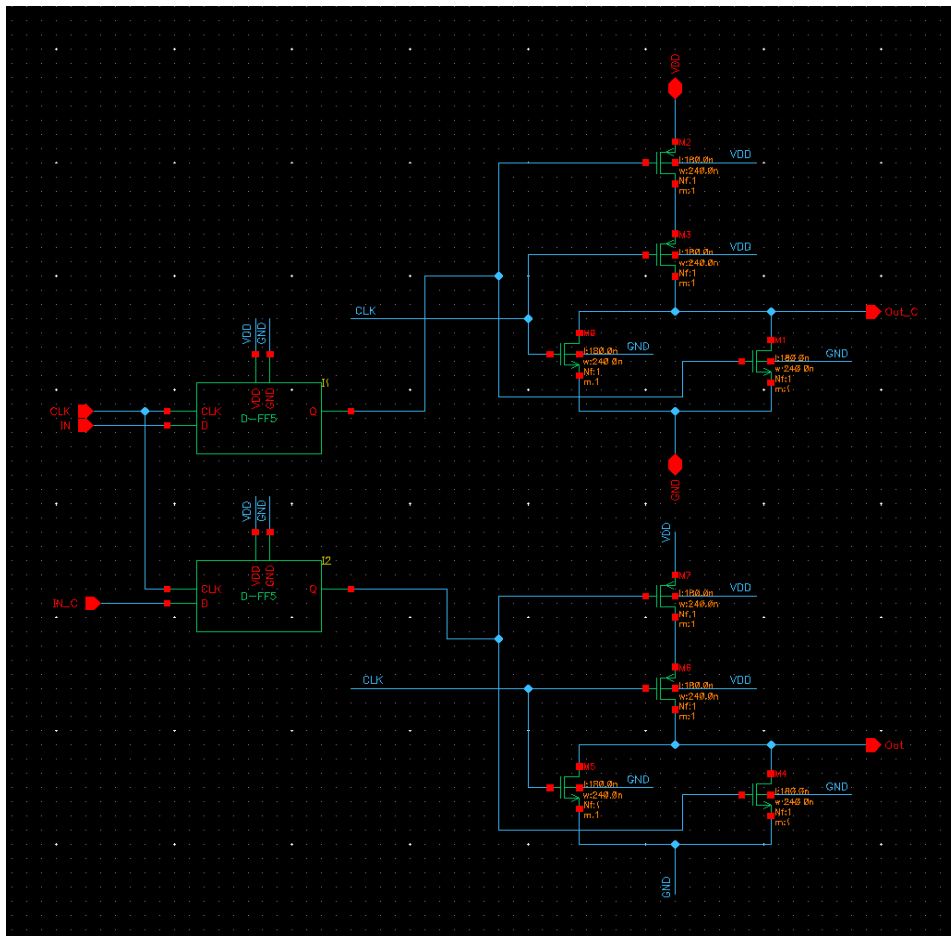 VDD
M2
VDD
l:180.0n
w:240.0n
Nf:1
m:1
M3
VDD
l:180.0n
w:240.0n
Nf:1
m:1
CLK
Out_C
M0
GND
l:180.0n
w:240.0n
Nf:1
m:1
M1
GND
l:180.0n
w:240.0n
Nf:1
VDD
GND
I1
CLK
CLK
VDD
GND
Q
D-FF5
IN
D
GND
VDD
GND
VDD
I2
CLK
VDD
GND
Q
D-FF5
IN_C
D
M7
VDD
l:180.0n
w:240.0n
Nf:1
m:1
CLK
M6
VDD
l:180.0n
w:240.0n
Nf:1
m:1
Out
M5
GND
l:180.0n
w:240.0n
m:1
M4
GND
l:180.0n
w:240.0n
Nf:1
GND